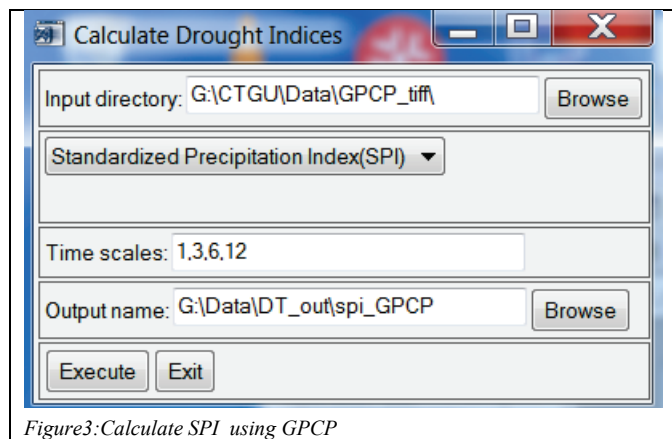 Calculate Drought Indices
Input directory: G:\CTGU\Data\GPCP_tiff\ Browse
Standardized Precipitation Index(SPI)
Time scales: 1,3,6,12
Output name: G:\Data\DT_out\spi_GPCP Browse
Execute Exit
Figure3:Calculate SPI using GPCP